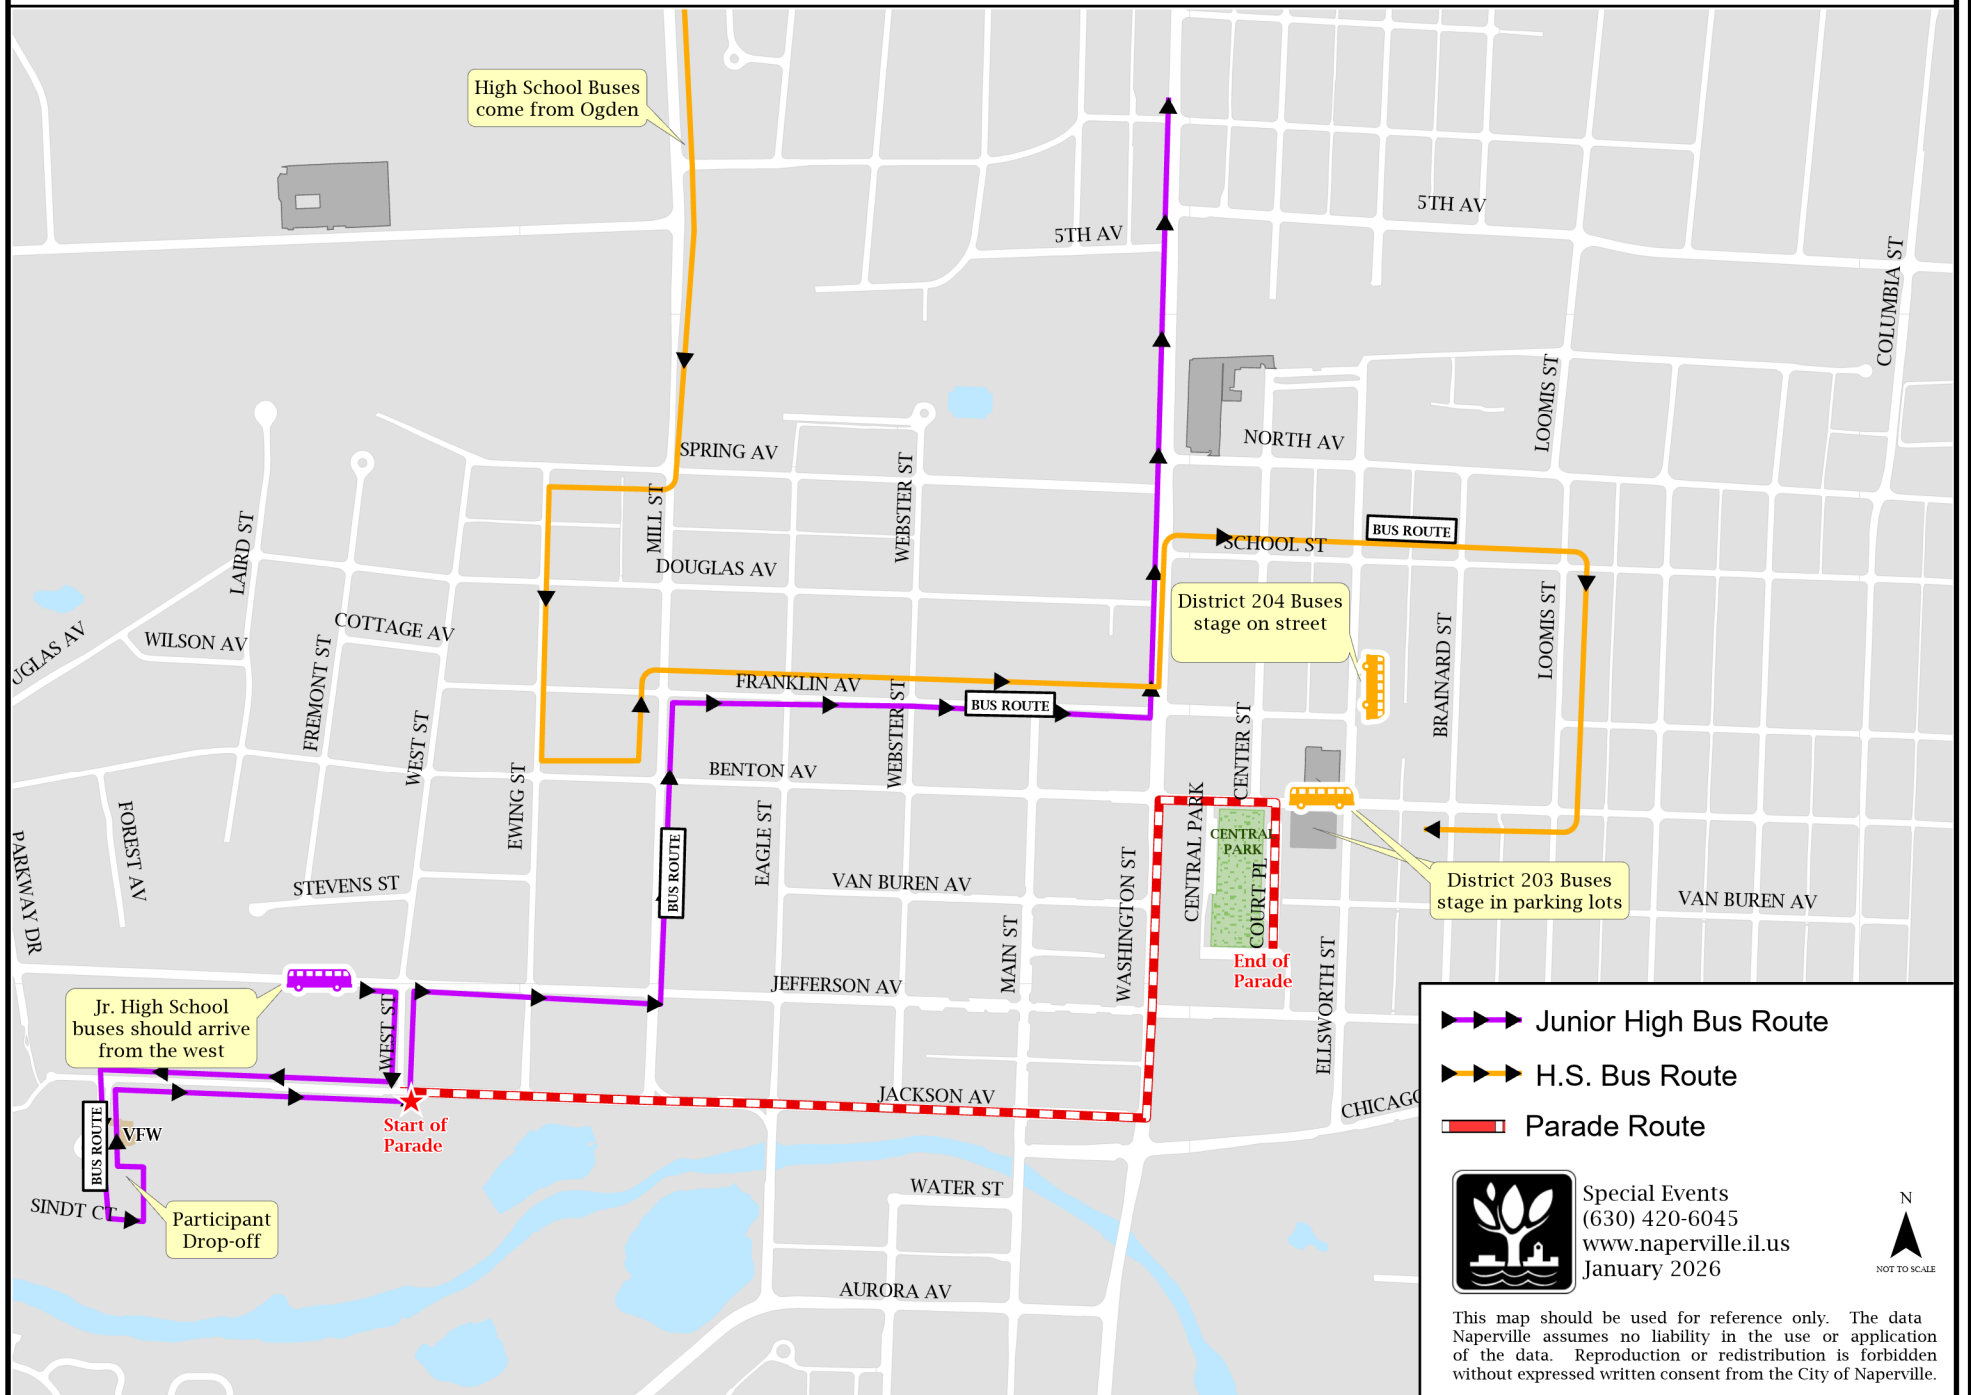 High School Buses
come from Ogden
5TH AV
5TH AV
COLUMBIA ST
LOOMIS ST
NORTH AV
SPRING AV
WEBSTER ST
MILL ST
BUS ROUTE
SCHOOL ST
LAIRD ST
DOUGLAS AV
District 204 Buses
stage on street
LOOMIS ST
BRAINARD ST
COTTAGE AV
WILSON AV
UGLAS AV
FREMONT ST
FRANKLIN AV
WEBSTER ST
BUS ROUTE
WEST ST
CENTER ST
BENTON AV
EWING ST
EAGLE ST
CENTRAL PARK
CENTRAL
PARK
FOREST AV
PARKWAY DR
BUS ROUTE
WASHINGTON ST
COURT PL
STEVENS ST
VAN BUREN AV
District 203 Buses
stage in parking lots
VAN BUREN AV
MAIN ST
End of
Parade
ELLSWORTH ST
JEFFERSON AV
Jr. High School
buses should arrive
from the west
WEST ST
JACKSON AV
CHICAGO
Start of
Parade
BUS ROUTE
VFW
SINDT CT
Participant
Drop-off
WATER ST
AURORA AV
Junior High Bus Route
H.S. Bus Route
Parade Route
Special Events
(630) 420-6045
www.naperville.il.us
January 2026
N
NOT TO SCALE
This map should be used for reference only. The data
Naperville assumes no liability in the use or application
of the data. Reproduction or redistribution is forbidden
without expressed written consent from the City of Naperville.